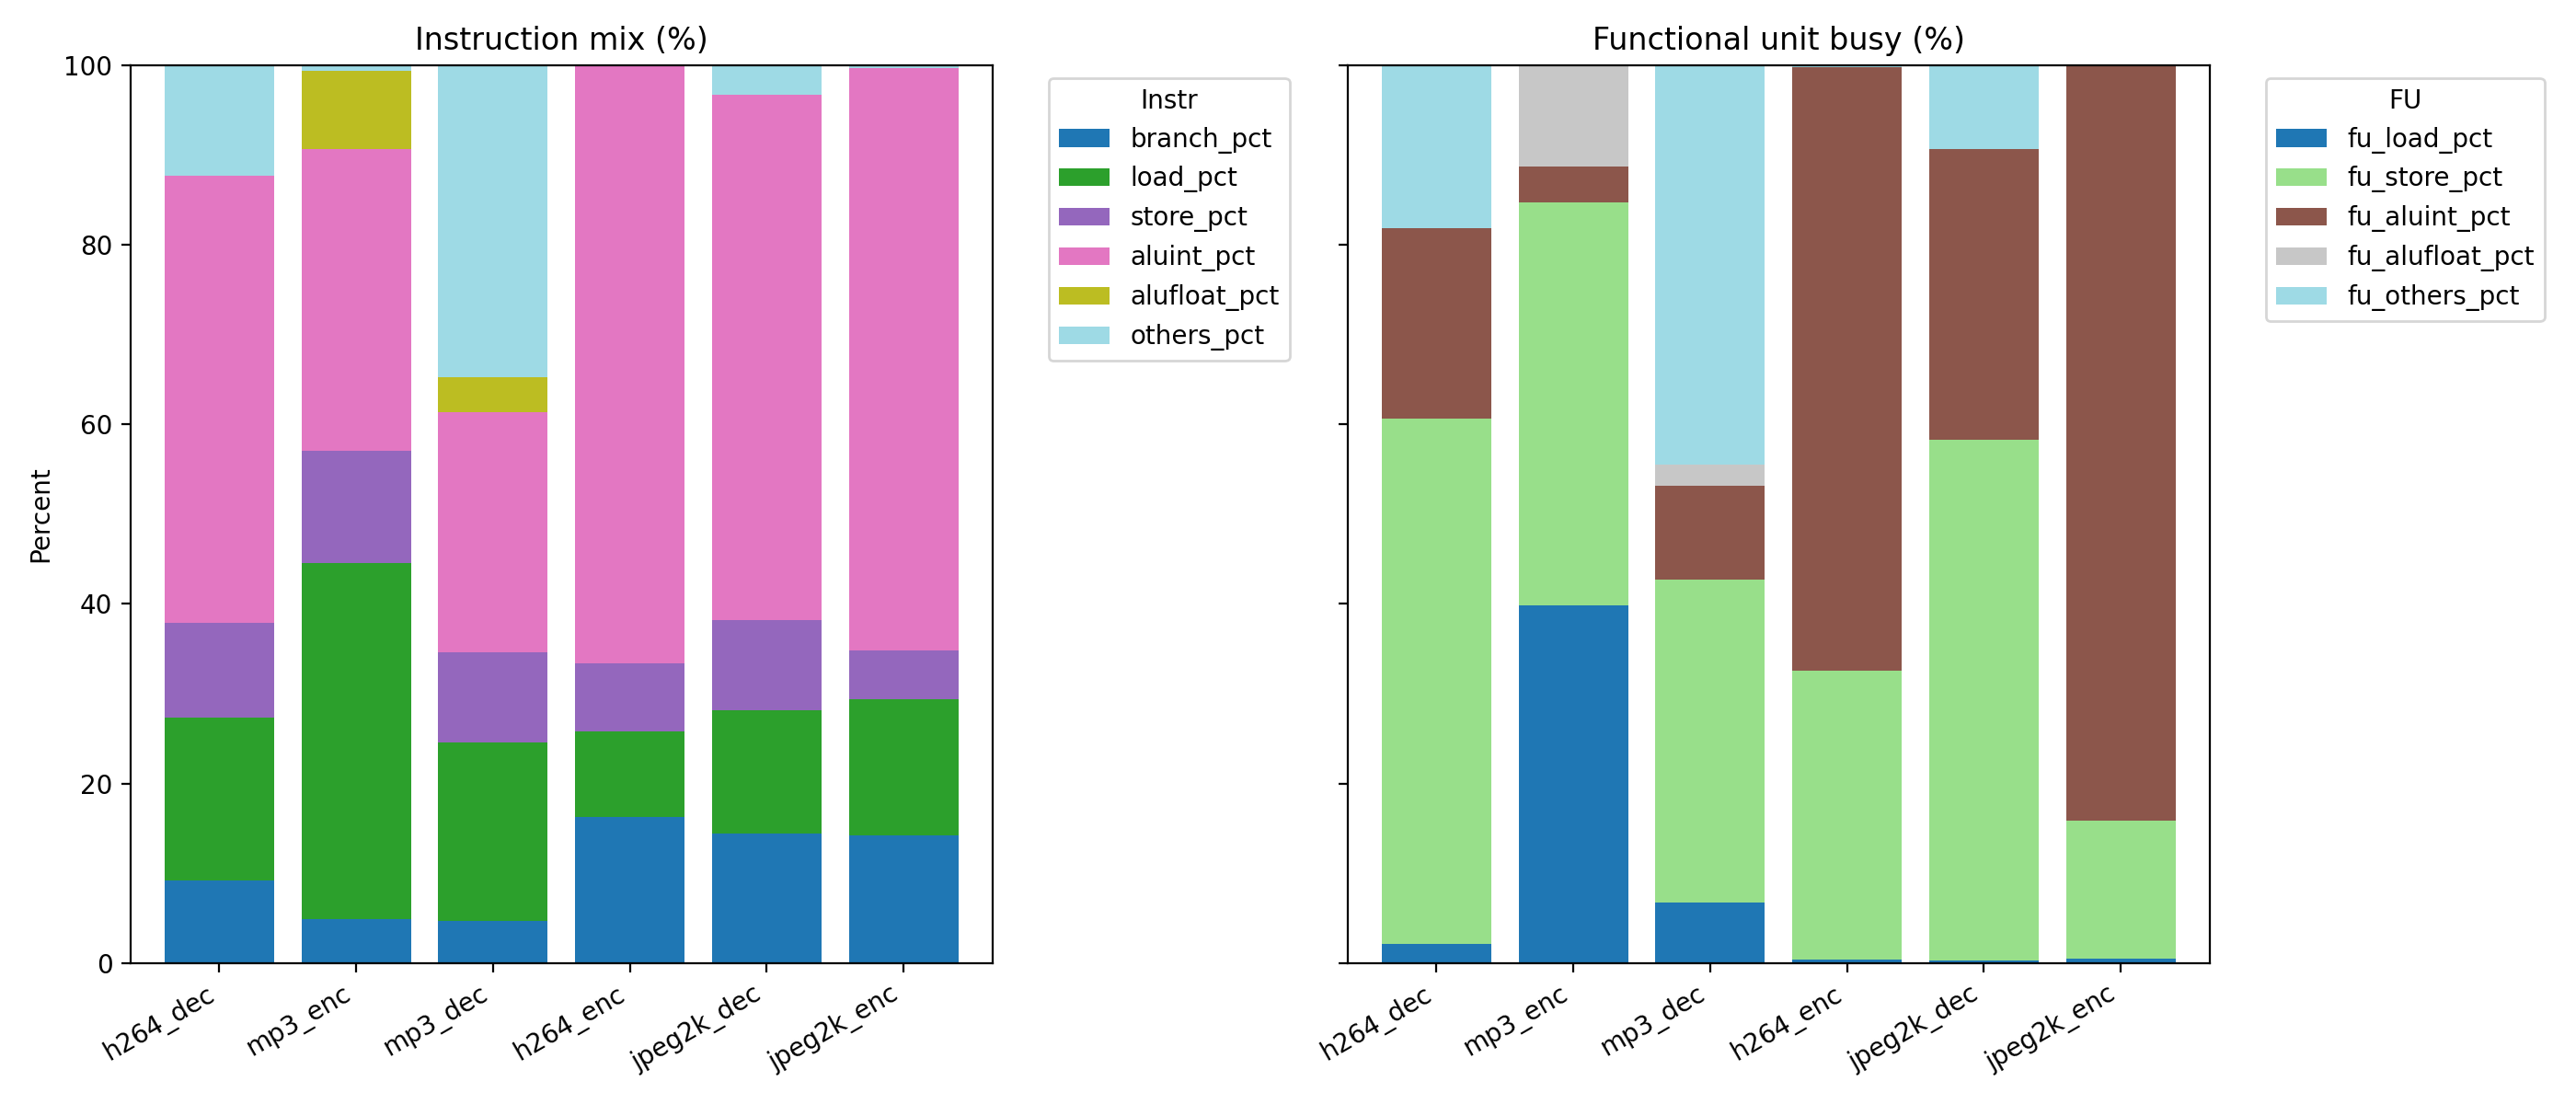 Instruction mix (%)
Percent
100
80
60
40
20
0
h264_dec
mp3_enc
mp3_dec
h264_enc
jpeg2k_dec
jpeg2k_enc
Instr
branch_pct
load_pct
store_pct
aluint_pct
alufloat_pct
others_pct
Functional unit busy (%)
h264_dec
mp3_enc
mp3_dec
h264_enc
jpeg2k_dec
jpeg2k_enc
FU
fu_load_pct
fu_store_pct
fu_aluint_pct
fu_alufloat_pct
fu_others_pct